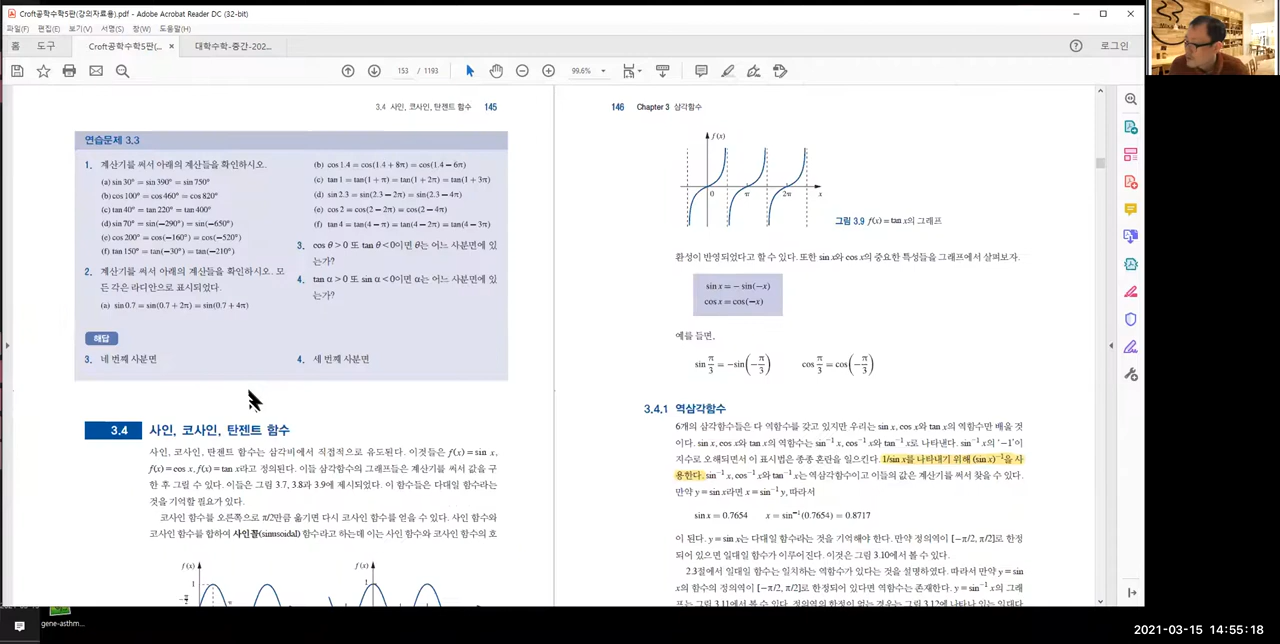 Croft공학수학5판(강의자료용).pdf - Adobe Acrobat Reader DC (32-bit)
파일(F) 편집(E) 보기(V) 서명(S) 창(W) 도움말(H)
홈 도구 Croft공학수학5판(... × 대학수학-중간-202... 로그인
153 / 1193 99.6%
3.4 사인, 코사인, 탄젠트 함수 145
연습문제 3.3
1. 계산기를 써서 아래의 계산들을 확인하시오.
(a) sin 30° = sin 390° = sin 750°
(b) cos 100° = cos 460° = cos 820°
(c) tan 40° = tan 220° = tan 400°
(d) sin 70° = sin(−290°) = sin(−650°)
(e) cos 200° = cos(−160°) = cos(−520°)
(f) tan 150° = tan(−30°) = tan(−210°)
2. 계산기를 써서 아래의 계산들을 확인하시오. 모
든 각은 라디안으로 표시되었다.
(a) sin 0.7 = sin(0.7 + 2π) = sin(0.7 + 4π)
(b) cos 1.4 = cos(1.4 + 8π) = cos(1.4 − 6π)
(c) tan 1 = tan(1 + π) = tan(1 + 2π) = tan(1 + 3π)
(d) sin 2.3 = sin(2.3 − 2π) = sin(2.3 − 4π)
(e) cos 2 = cos(2 − 2π) = cos(2 − 4π)
(f) tan 4 = tan(4 − π) = tan(4 − 2π) = tan(4 − 3π)
3. cos θ > 0 또 tan θ < 0이면 θ는 어느 사분면에 있
는가?
4. tan α > 0 또 sin α < 0이면 α는 어느 사분면에 있
는가?
해답
3. 네 번째 사분면
4. 세 번째 사분면
3.4 사인, 코사인, 탄젠트 함수
사인, 코사인, 탄젠트 함수는 삼각비에서 직접적으로 유도된다. 이것들은 f(x) = sin x,
f(x) = cos x, f(x) = tan x라고 정의된다. 이들 삼각함수의 그래프들은 계산기를 써서 값을 구
한 후 그릴 수 있다. 이들은 그림 3.7, 3.8과 3.9에 제시되었다. 이 함수들은 다대일 함수라는
것을 기억할 필요가 있다.
코사인 함수를 오른쪽으로 π/2만큼 옮기면 다시 코사인 함수를 얻을 수 있다. 사인 함수와
코사인 함수를 합하여 사인꼴(sinusoidal) 함수라고 하는데 이는 사인 함수와 코사인 함수의 호
f(x)
1
f(x)
1
146 Chapter 3 삼각함수
f(x)
0 π 2π x
그림 3.9 f(x) = tan x의 그래프
환성이 반영되었다고 할 수 있다. 또한 sin x와 cos x의 중요한 특성들을 그래프에서 살펴보자.
sin x = − sin(−x)
cos x = cos(−x)
예를 들면,
sin π/3 = −sin(−π/3) cos π/3 = cos(−π/3)
3.4.1 역삼각함수
6개의 삼각함수들은 다 역함수를 갖고 있지만 우리는 sin x, cos x와 tan x의 역함수만 배울 것
이다. sin x, cos x와 tan x의 역함수는 sin⁻¹ x, cos⁻¹ x와 tan⁻¹ x로 나타낸다. sin⁻¹ x의 '−1'이
지수로 오해되면서 이 표시법은 종종 혼란을 일으킨다. 1/sin x를 나타내기 위해 (sin x)⁻¹을 사
용한다. sin⁻¹ x, cos⁻¹ x와 tan⁻¹ x는 역삼각함수이고 이들의 값은 계산기를 써서 찾을 수 있다.
만약 y = sin x라면 x = sin⁻¹ y, 따라서
sin x = 0.7654 x = sin⁻¹(0.7654) = 0.8717
이 된다. y = sin x는 다대일 함수라는 것을 기억해야 한다. 만약 정의역이 [−π/2, π/2]로 한정
되어 있으면 일대일 함수가 이루어진다. 이것은 그림 3.10에서 볼 수 있다.
2.3절에서 일대일 함수는 일치하는 역함수가 있다는 것을 설명하였다. 따라서 만약 y = sin
x의 함수의 정의역이 [−π/2, π/2]로 한정되어 있다면 역함수는 존재한다. y = sin⁻¹ x의 그래
프는 그림 3.11에서 볼 수 있다. 정의역의 한정이 없는 경우는 그림 3.12에 나타나 있는 일대다
gene-asthm...
2021-03-15 14:55:18